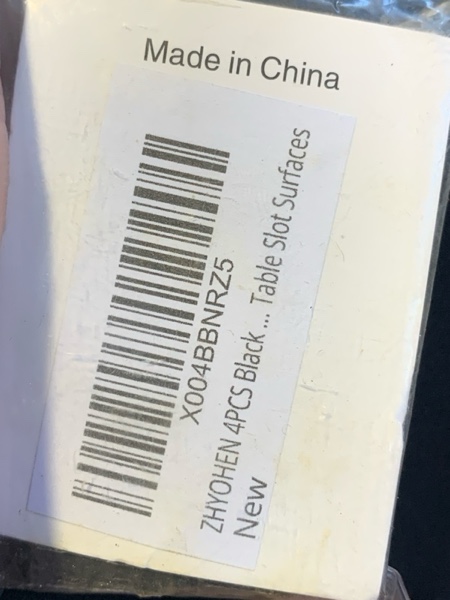 Made in China
X004BBNRZ5
ZHYOHEN 4PCS Black ... Table Slot Surfaces
New